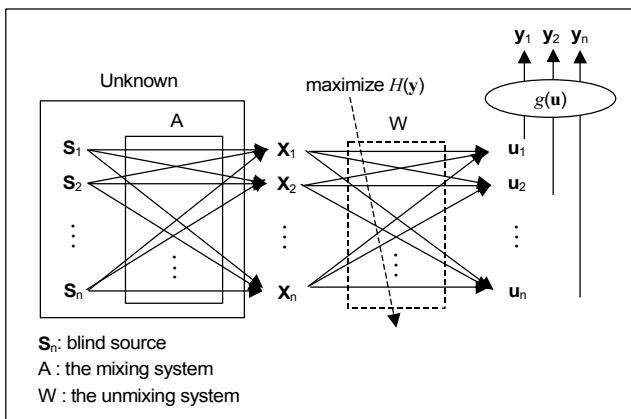 y1 y2 yn
Unknown
maximize H(y)
g(u)
A
W
S1 X1 u1
S2 X2 u2
⋮ ⋮ ⋮
⋮ ⋮
Sn Xn un
Sn: blind source
A : the mixing system
W : the unmixing system